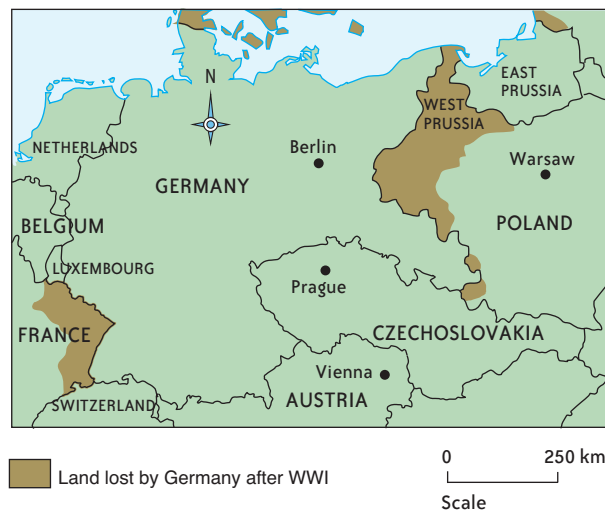 N
EAST
PRUSSIA
WEST
PRUSSIA
NETHERLANDS
Berlin
Warsaw
GERMANY
BELGIUM
POLAND
LUXEMBOURG
Prague
FRANCE
CZECHOSLOVAKIA
Vienna
SWITZERLAND
AUSTRIA
Land lost by Germany after WWI
0 250 km
Scale